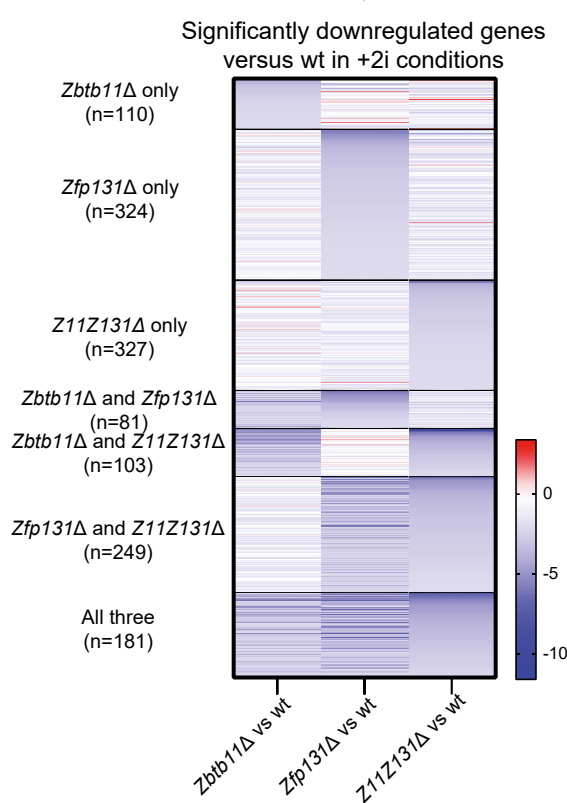 Significantly downregulated genes
versus wt in +2i conditions
Zbtb11Δ only
(n=110)
Zfp131Δ only
(n=324)
Z11Z131Δ only
(n=327)
Zbtb11Δ and Zfp131Δ
(n=81)
Zbtb11Δ and Z11Z131Δ
(n=103)
Zfp131Δ and Z11Z131Δ
(n=249)
All three
(n=181)
0
-5
-10
Zbtb11Δ vs wt
Zfp131Δ vs wt
Z11Z131Δ vs wt